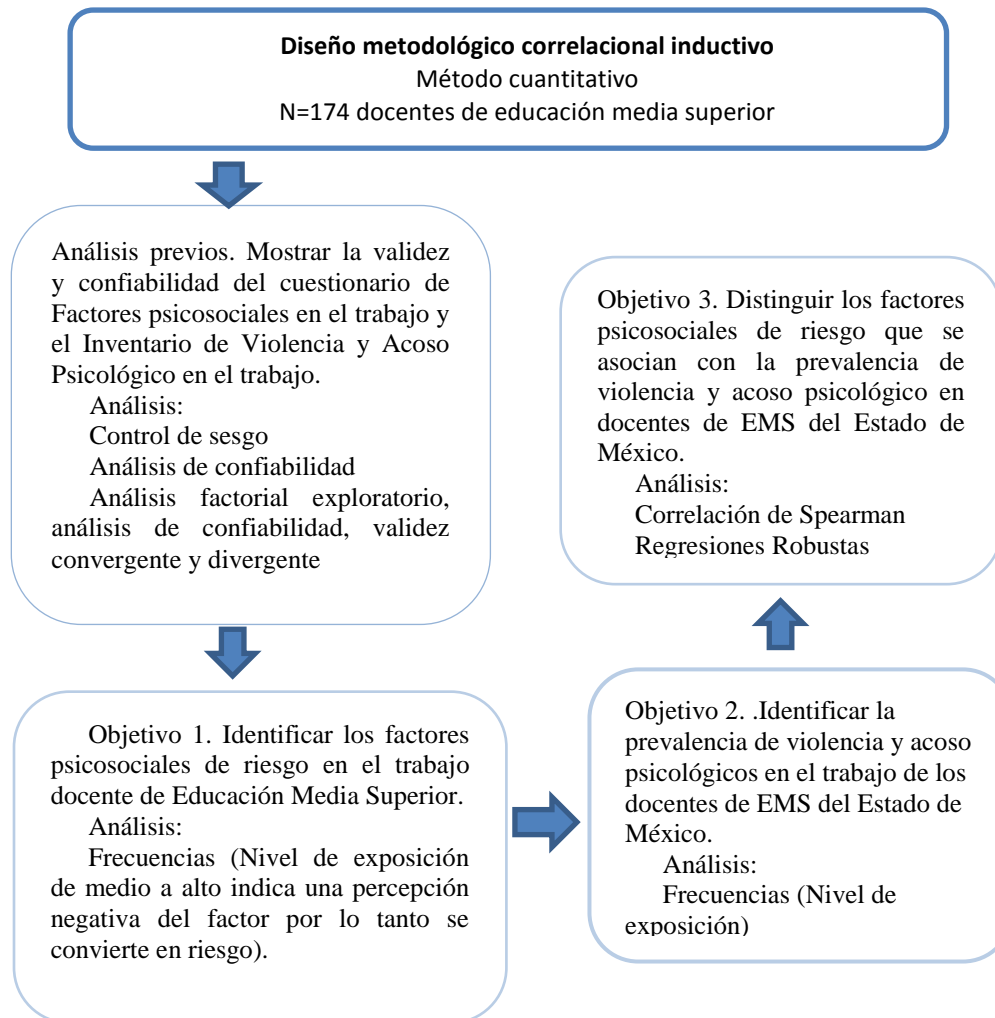 Diseño metodológico correlacional inductivo
Método cuantitativo
N=174 docentes de educación media superior
Análisis previos. Mostrar la validez
y confiabilidad del cuestionario de
Factores psicosociales en el trabajo y
el Inventario de Violencia y Acoso
Psicológico en el trabajo.
Análisis:
Control de sesgo
Análisis de confiabilidad
Análisis factorial exploratorio,
análisis de confiabilidad, validez
convergente y divergente
Objetivo 1. Identificar los factores
psicosociales de riesgo en el trabajo
docente de Educación Media Superior.
Análisis:
Frecuencias (Nivel de exposición
de medio a alto indica una percepción
negativa del factor por lo tanto se
convierte en riesgo).
Objetivo 2. .Identificar la
prevalencia de violencia y acoso
psicológicos en el trabajo de los
docentes de EMS del Estado de
México.
Análisis:
Frecuencias (Nivel de
exposición)
Objetivo 3. Distinguir los factores
psicosociales de riesgo que se
asocian con la prevalencia de
violencia y acoso psicológico en
docentes de EMS del Estado de
México.
Análisis:
Correlación de Spearman
Regresiones Robustas